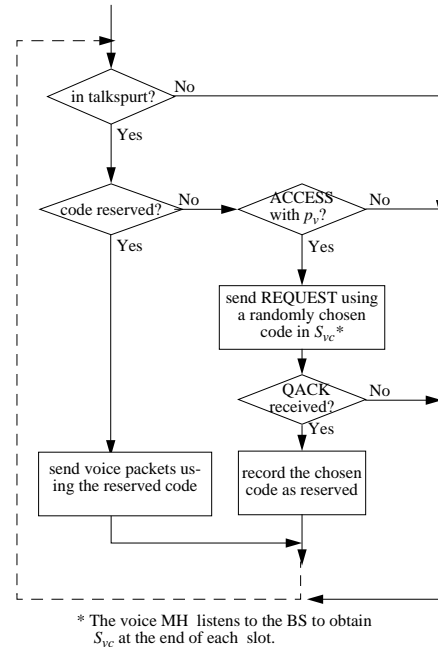 in talkspurt?
No
Yes
code reserved?
No
Yes
ACCESS
with p_v?
No
Yes
send REQUEST using
a randomly chosen
code in S_vc*
QACK
received?
No
Yes
send voice packets us-
ing the reserved code
record the chosen
code as reserved
* The voice MH listens to the BS to obtain
S_vc at the end of each slot.